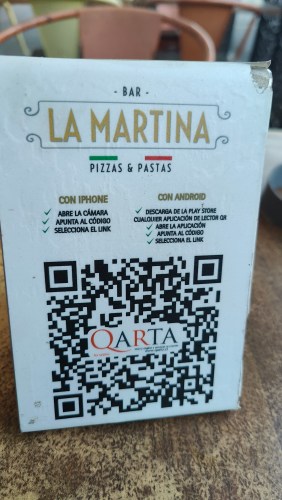 - BAR -
LA MARTINA
PIZZAS & PASTAS
CON IPHONE
ABRE LA CÁMARA
APUNTA AL CÓDIGO
SELECCIONA EL LINK
CON ANDROID
DESCARGA DE LA PLAY STORE
CUALQUIER APLICACIÓN DE LECTOR QR
ABRE LA APLICACIÓN
APUNTA AL CÓDIGO
SELECCIONA EL LINK
QARTA